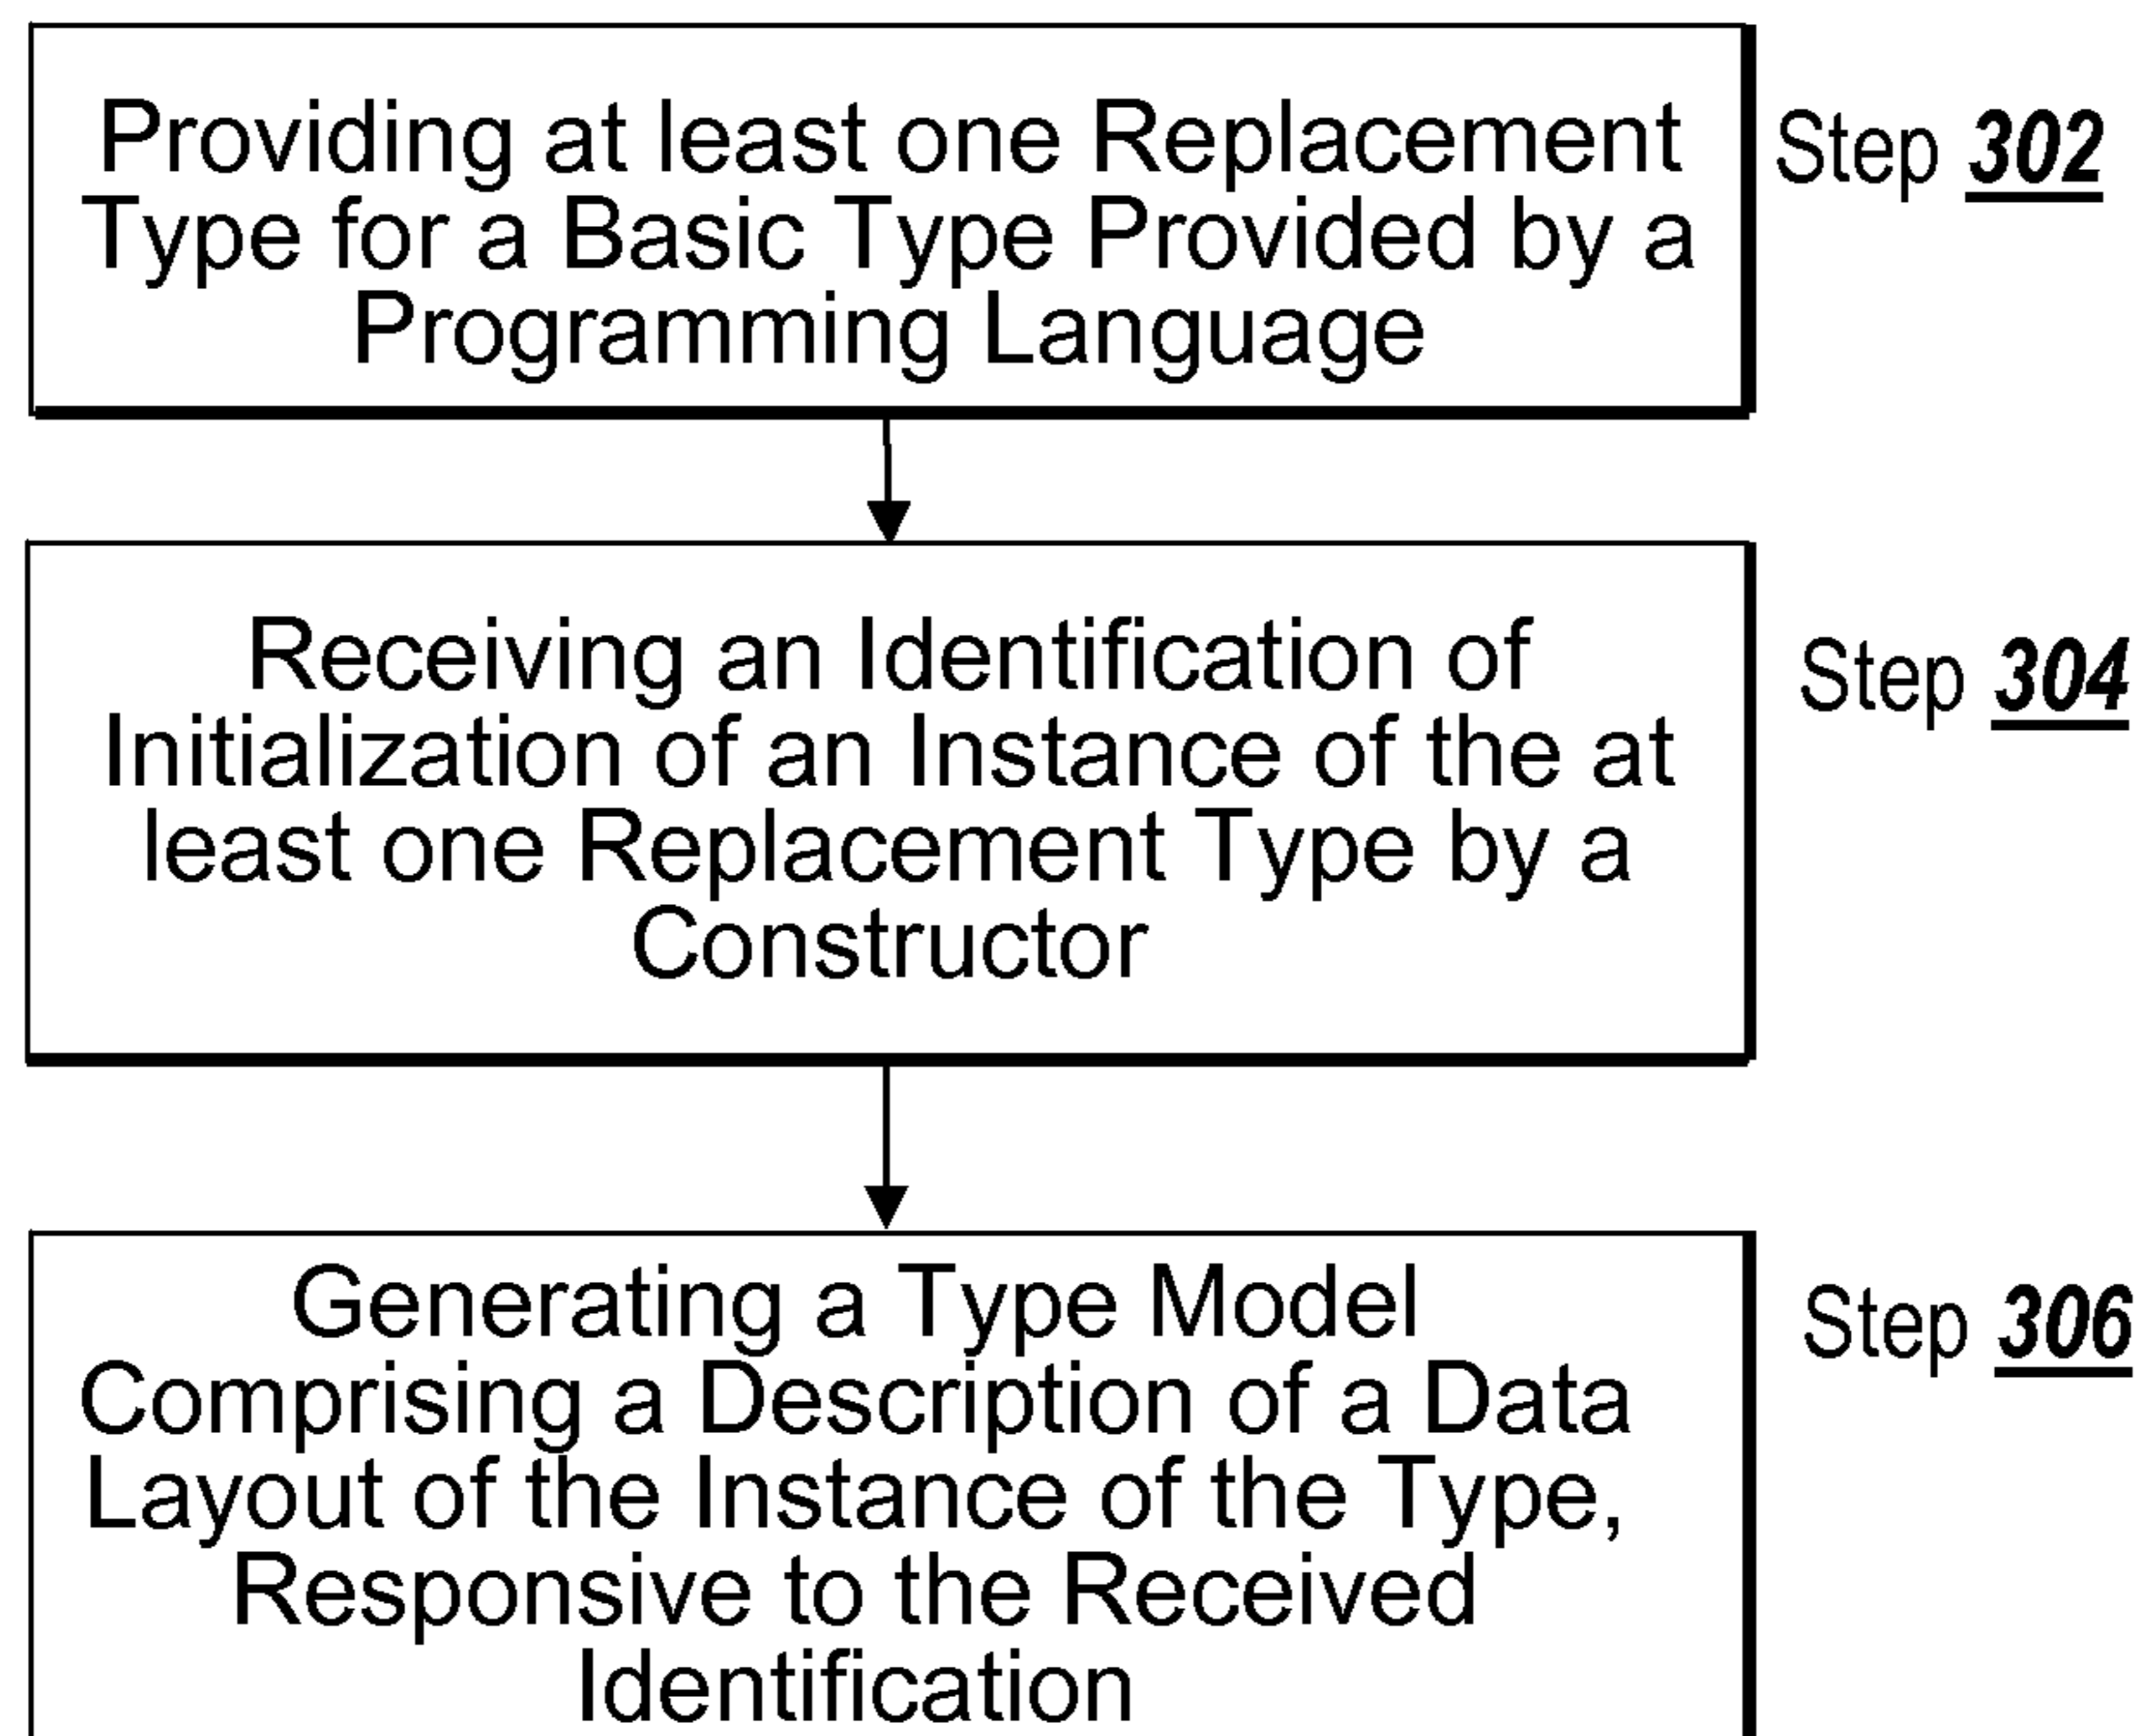 Providing at least one Replacement
Type for a Basic Type Provided by a
Programming Language
Step 302
Receiving an Identification of
Initialization of an Instance of the at
least one Replacement Type by a
Constructor
Step 304
Generating a Type Model
Comprising a Description of a Data
Layout of the Instance of the Type,
Responsive to the Received
Identification
Step 306